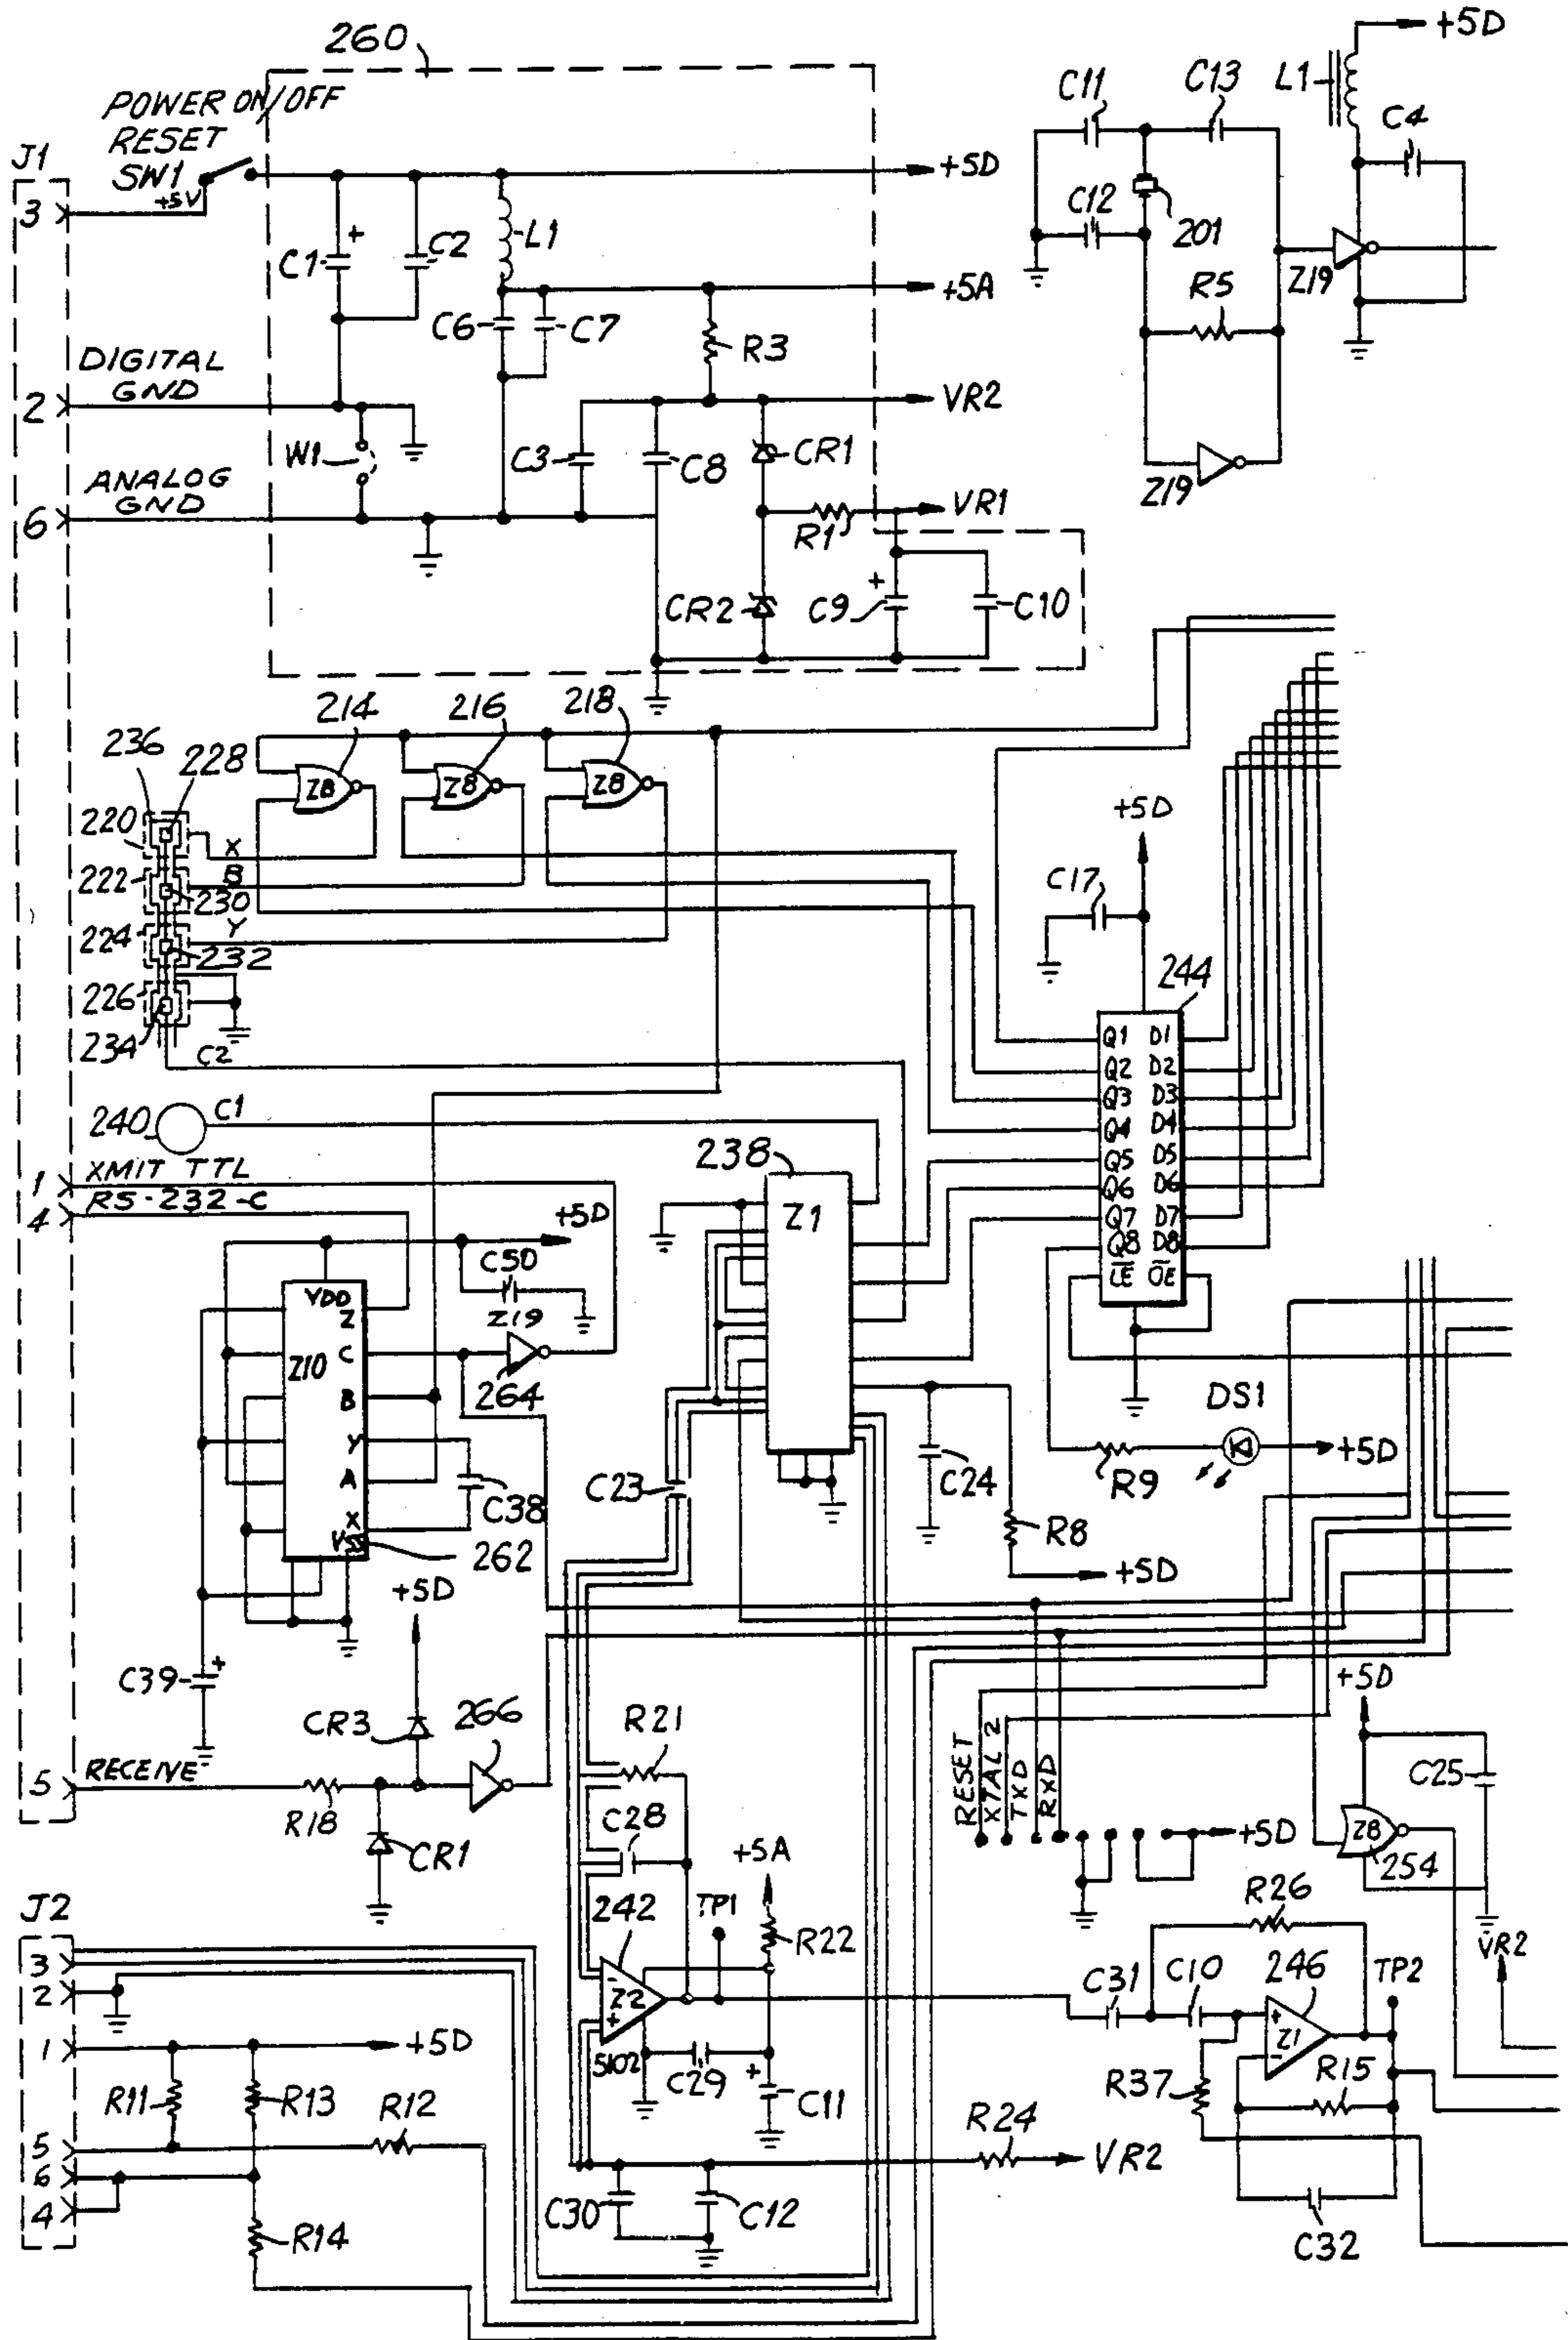 260
+5D
POWER ON/OFF
RESET
SW1
J1
+5V
3
+5D
C1
+
C2
L1
+5A
C6
C7
R3
DIGITAL
GND
2
VR2
W1
C3
C8
CR1
ANALOG
GND
6
R1
VR1
CR2
+
C9
C10
C11
C13
L1
C4
C12
201
R5
Z19
Z19
214
216
218
236
228
Z8
Z8
Z8
220
X
222
B
230
224
Y
232
226
234
C2
+5D
C17
244
Q1 D1
Q2 D2
Q3 D3
Q4 D4
Q5 D5
Q6 D6
Q7 D7
Q8 D8
L̅E̅ O̅E̅
240
C1
1
XMIT TTL
4
RS-232-C
238
Z1
+5D
C50
VDD
Z
Z10
C
Z19
264
B
Y
A
C38
X
VSS
262
C23
C24
R8
+5D
DS1
R9
+5D
+5D
C39
+
CR3
266
5
RECEIVE
R18
CR1
R21
C28
RESET
XTAL 2
TXD
RXD
+5D
+5D
C25
Z8
254
J2
3
2
1
+5D
R11
R13
R12
5
6
4
R14
242
TP1
+5A
R22
-
Z2
+
5102
C29
+
C11
C30
C12
R24
VR2
R26
C31
C10
246
TP2
VR2
+
Z1
-
R37
R15
C32